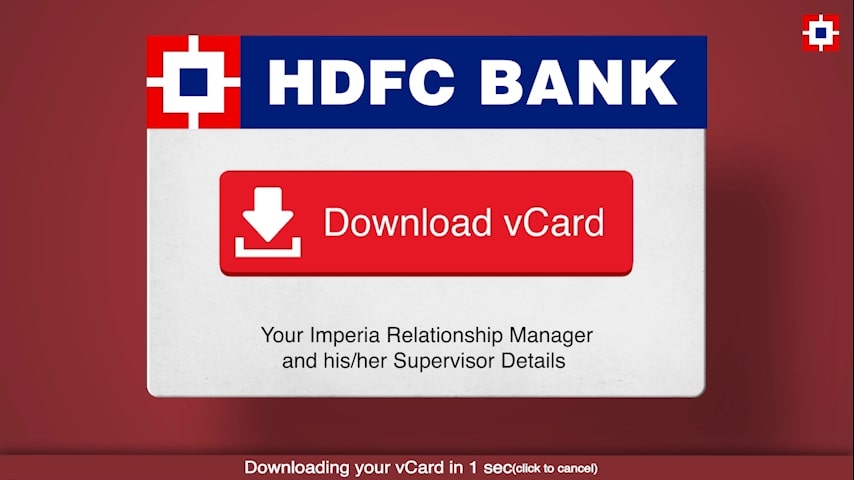 HDFC BANK
Download vCard
Your Imperia Relationship Manager
and his/her Supervisor Details
Downloading your vCard in 1 sec(click to cancel)